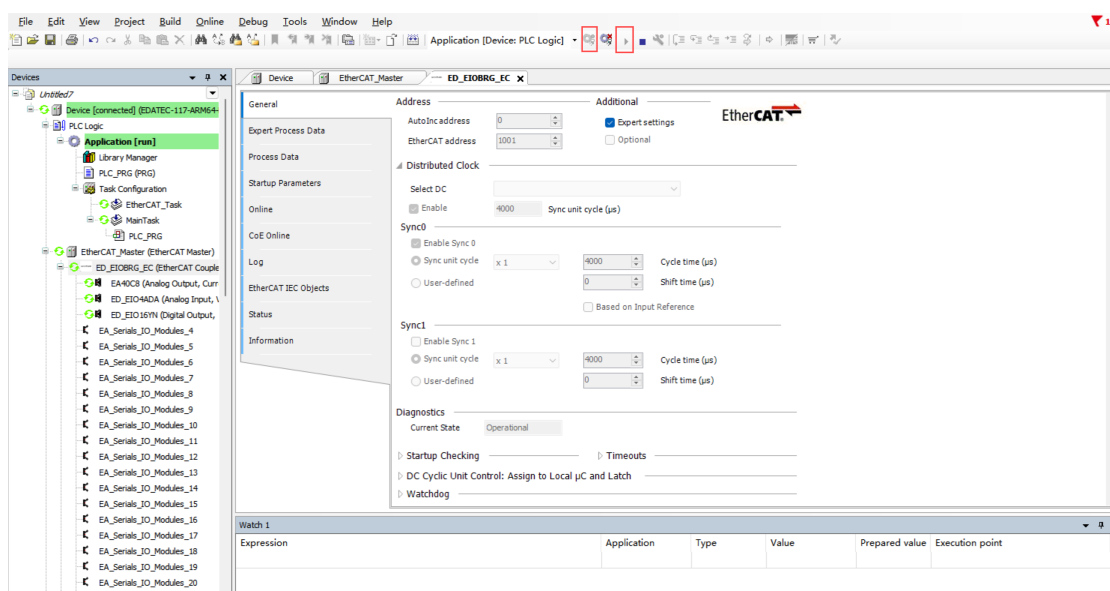 File Edit View Project Build Online Debug Tools Window Help
1
Application [Device: PLC Logic]
Devices
Device EtherCAT_Master ED_EIOBRG_EC
Untitled7
Device [connected] (EDATEC-117-ARM64-
PLC Logic
Application [run]
Library Manager
PLC_PRG (PRG)
Task Configuration
EtherCAT_Task
MainTask
PLC_PRG
EtherCAT_Master (EtherCAT Master)
ED_EIOBRG_EC (EtherCAT Couple
EA40C8 (Analog Output, Curr
ED_EIO4ADA (Analog Input, V
ED_EIO16YN (Digital Output,
EA_Serials_IO_Modules_4
EA_Serials_IO_Modules_5
EA_Serials_IO_Modules_6
EA_Serials_IO_Modules_7
EA_Serials_IO_Modules_8
EA_Serials_IO_Modules_9
EA_Serials_IO_Modules_10
EA_Serials_IO_Modules_11
EA_Serials_IO_Modules_12
EA_Serials_IO_Modules_13
EA_Serials_IO_Modules_14
EA_Serials_IO_Modules_15
EA_Serials_IO_Modules_16
EA_Serials_IO_Modules_17
EA_Serials_IO_Modules_18
EA_Serials_IO_Modules_19
EA_Serials_IO_Modules_20
General
Expert Process Data
Process Data
Startup Parameters
Online
CoE Online
Log
EtherCAT IEC Objects
Status
Information
Address Additional
AutoInc address 0 Expert settings
EtherCAT address 1001 Optional
EtherCAT
Distributed Clock
Select DC
Enable 4000 Sync unit cycle (µs)
Sync0
Enable Sync 0
Sync unit cycle x 1 4000 Cycle time (µs)
User-defined 0 Shift time (µs)
Based on Input Reference
Sync1
Enable Sync 1
Sync unit cycle x 1 4000 Cycle time (µs)
User-defined 0 Shift time (µs)
Diagnostics
Current State Operational
Startup Checking Timeouts
DC Cyclic Unit Control: Assign to Local µC and Latch
Watchdog
Watch 1
Expression Application Type Value Prepared value Execution point